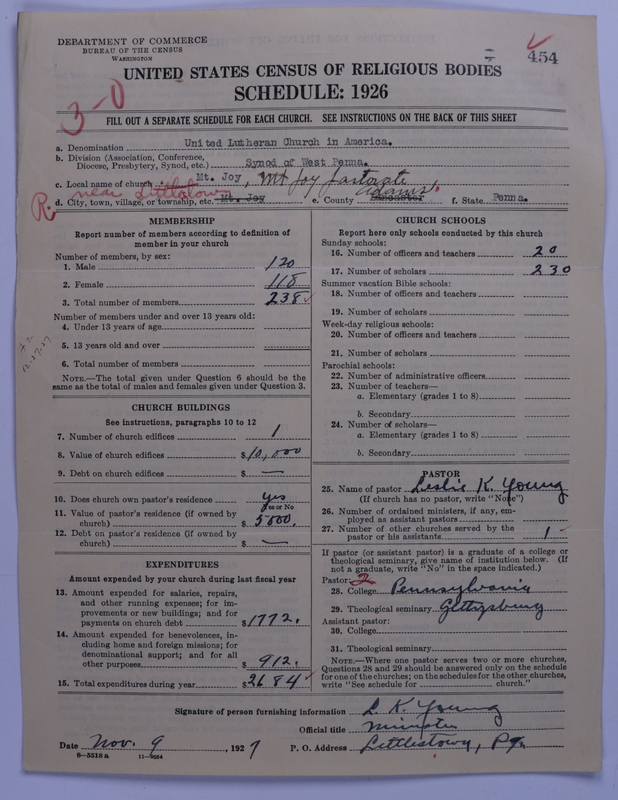 DEPARTMENT OF COMMERCE
BUREAU OF THE CENSUS
WASHINGTON
454
UNITED STATES CENSUS OF RELIGIOUS BODIES
SCHEDULE: 1926
3-0
FILL OUT A SEPARATE SCHEDULE FOR EACH CHURCH. SEE INSTRUCTIONS ON THE BACK OF THIS SHEET
a. Denomination United Lutheran Church in America.
b. Division (Association, Conference,
Diocese, Presbytery, Synod, etc.) Synod of West Penna.
c. Local name of church Mt. Joy, Mt Joy
R. near Littlestown Adams.
d. City, town, village, or township, etc. Mt. Joy e. County Lancaster f. State Penna.
MEMBERSHIP
Report number of members according to definition of
member in your church
Number of members, by sex:
1. Male 120
2. Female 118
3. Total number of members 238
Number of members under and over 13 years old:
4. Under 13 years of age
5. 13 years old and over
6. Total number of members
NOTE.—The total given under Question 6 should be the
same as the total of males and females given under Question 3.
12-27-27
CHURCH BUILDINGS
See instructions, paragraphs 10 to 12
7. Number of church edifices 1
8. Value of church edifices $10,000
9. Debt on church edifices $ —
10. Does church own pastor's residence yes
Yes or No
11. Value of pastor's residence (if owned by
church) $ 5000.
12. Debt on pastor's residence (if owned by
church) $ —
EXPENDITURES
Amount expended by your church during last fiscal year
13. Amount expended for salaries, repairs,
and other running expenses; for im-
provements or new buildings; and for
payments on church debt $1772.
14. Amount expended for benevolences, in-
cluding home and foreign missions; for
denominational support; and for all
other purposes $ 912.
15. Total expenditures during year $2684
CHURCH SCHOOLS
Report here only schools conducted by this church
Sunday schools:
16. Number of officers and teachers 20
17. Number of scholars 230
Summer vacation Bible schools:
18. Number of officers and teachers
19. Number of scholars
Week-day religious schools:
20. Number of officers and teachers
21. Number of scholars
Parochial schools:
22. Number of administrative officers
23. Number of teachers—
a. Elementary (grades 1 to 8)
b. Secondary
24. Number of scholars—
a. Elementary (grades 1 to 8)
b. Secondary
PASTOR
25. Name of pastor Leslie K. Young
(If church has no pastor, write "None")
26. Number of ordained ministers, if any, em-
ployed as assistant pastors
27. Number of other churches served by the
pastor or his assistants 1
If pastor (or assistant pastor) is a graduate of a college or
theological seminary, give name of institution below. (If
not a graduate, write "No" in the space indicated.)
Pastor: 2
28. College Pennsylvania
29. Theological seminary Gettysburg
Assistant pastor:
30. College
31. Theological seminary
NOTE.—Where one pastor serves two or more churches,
Questions 28 and 29 should be answered only on the schedule
for one of the churches; on the schedules for the other churches,
write "See schedule for church."
Signature of person furnishing information L. K. Young
Official title Minister
Date Nov. 9, 1927 P. O. Address Littlestown, Pa.
8—5518 a 11—9684